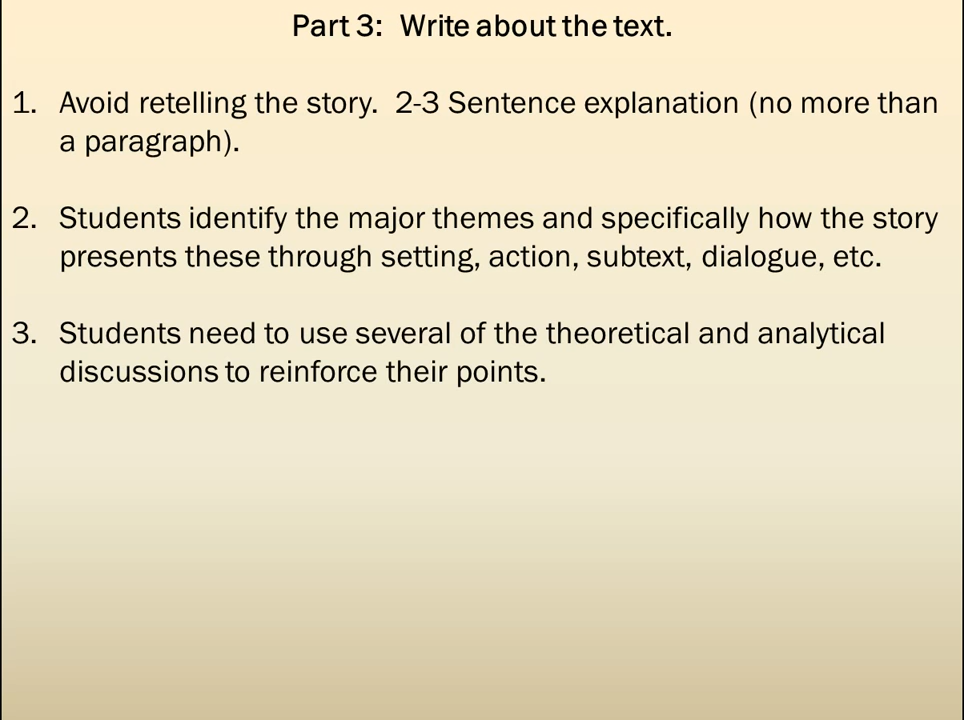 Part 3:  Write about the text.
1. Avoid retelling the story.  2-3 Sentence explanation (no more than
a paragraph).
2. Students identify the major themes and specifically how the story
presents these through setting, action, subtext, dialogue, etc.
3. Students need to use several of the theoretical and analytical
discussions to reinforce their points.